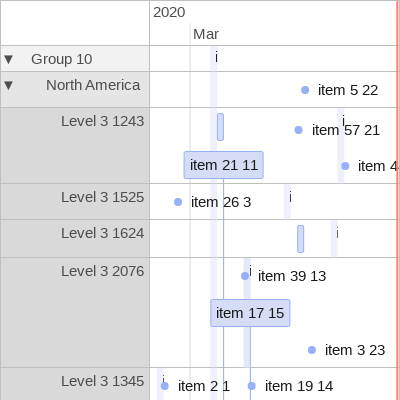 2020
Mar
▼ Group 10 i
▼ North America item 5 22
Level 3 1243 i
item 57 21
item 21 11 item 4
Level 3 1525 i
item 26 3
Level 3 1624 i
Level 3 2076 i
item 39 13
item 17 15
item 3 23
Level 3 1345 i
item 2 1 item 19 14